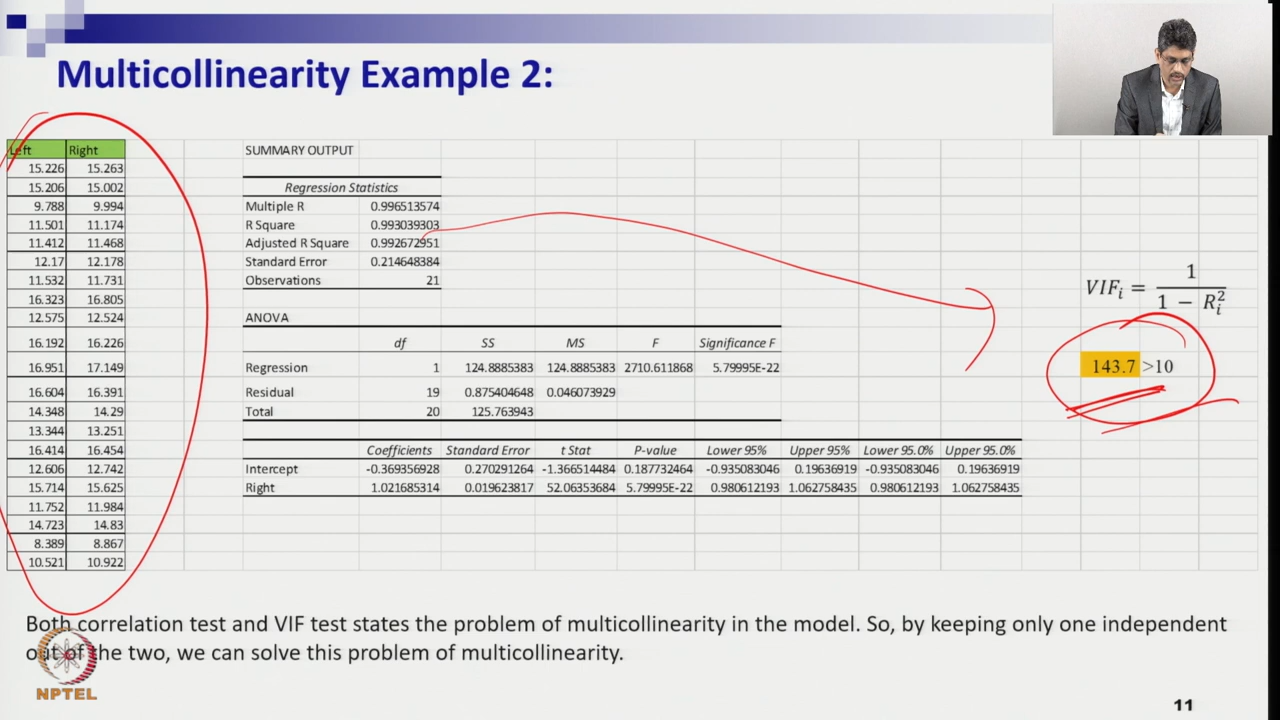 Multicollinearity Example 2:
Left Right
15.226 15.263
15.206 15.002
9.788 9.994
11.501 11.174
11.412 11.468
12.17 12.178
11.532 11.731
16.323 16.805
12.575 12.524
16.192 16.226
16.951 17.149
16.604 16.391
14.348 14.29
13.344 13.251
16.414 16.454
12.606 12.742
15.714 15.625
11.752 11.984
14.723 14.83
8.389 8.867
10.521 10.922
SUMMARY OUTPUT
Regression Statistics
Multiple R 0.996513574
R Square 0.993039303
Adjusted R Square 0.992672951
Standard Error 0.214648384
Observations 21
ANOVA
df SS MS F Significance F
Regression 1 124.8885383 124.8885383 2710.611868 5.79995E-22
Residual 19 0.875404648 0.046073929
Total 20 125.763943
Coefficients Standard Error t Stat P-value Lower 95% Upper 95% Lower 95.0% Upper 95.0%
Intercept -0.369356928 0.270291264 -1.366514484 0.187732464 -0.935083046 0.19636919 -0.935083046 0.19636919
Right 1.021685314 0.019623817 52.06353684 5.79995E-22 0.980612193 1.062758435 0.980612193 1.062758435
VIF_i = 1 / (1 − R_i^2)
143.7 >10
Both correlation test and VIF test states the problem of multicollinearity in the model. So, by keeping only one independent
out of the two, we can solve this problem of multicollinearity.
NPTEL
11